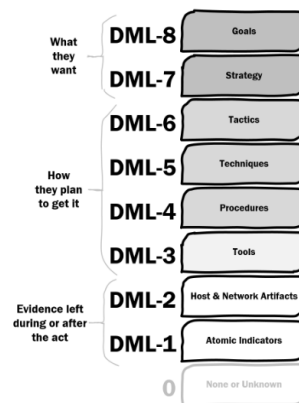 What
they
want
DML-8 Goals
DML-7 Strategy
How
they plan
to get it
DML-6 Tactics
DML-5 Techniques
DML-4 Procedures
DML-3 Tools
Evidence left
during or after
the act
DML-2 Host & Network Artifacts
DML-1 Atomic Indicators
0 None or Unknown